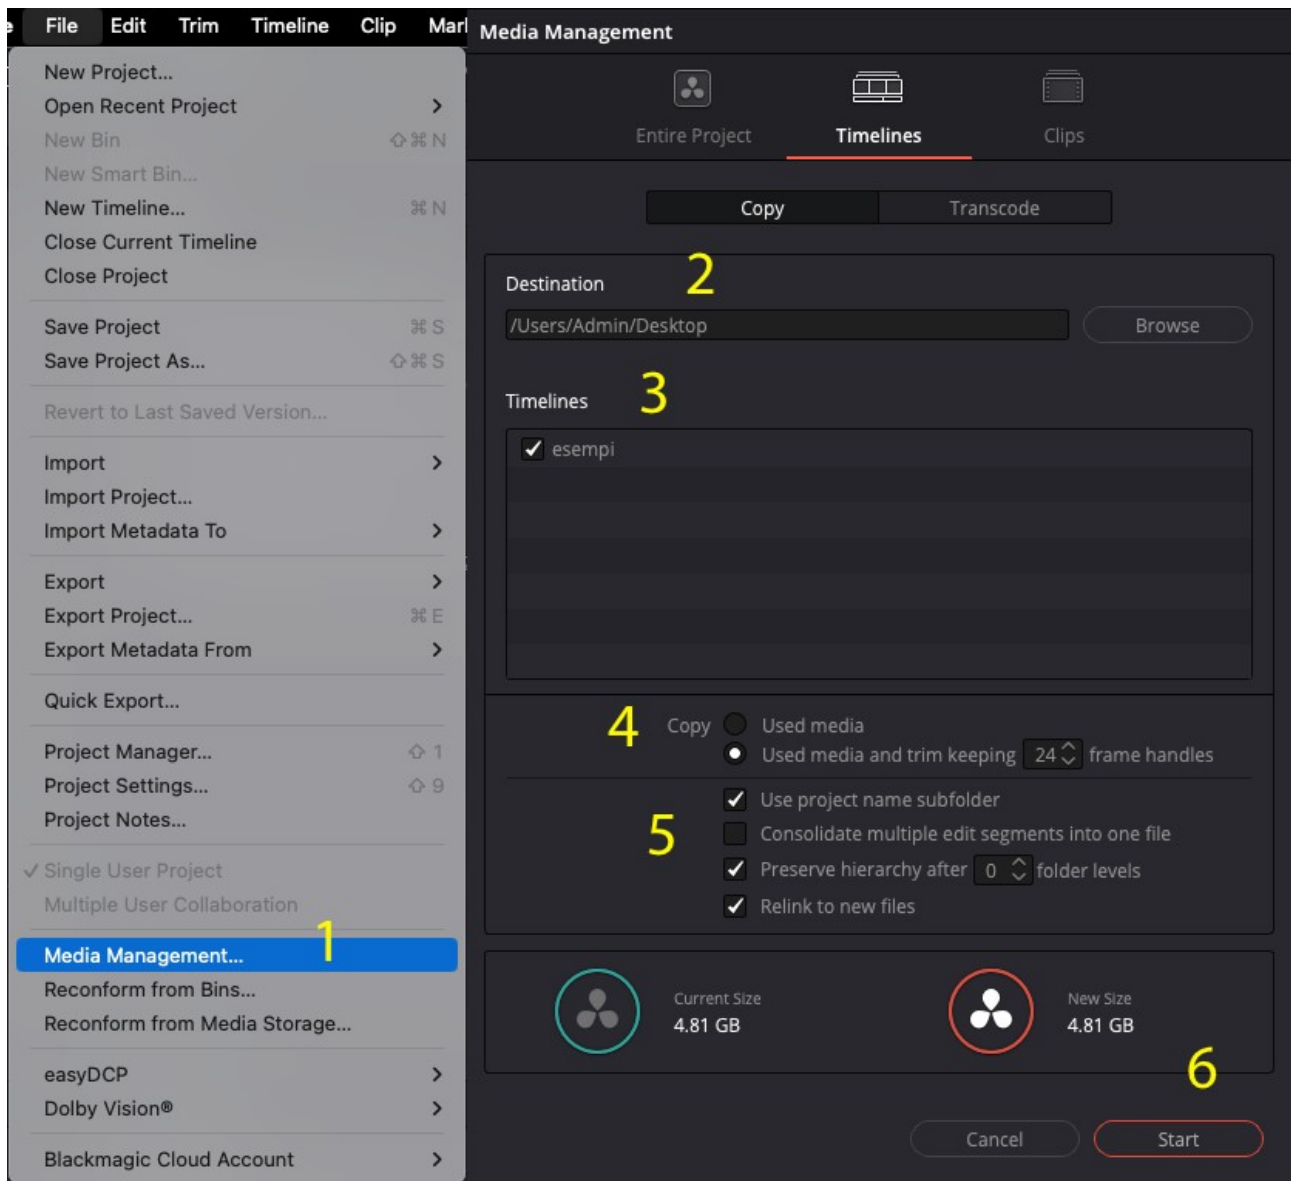 File Edit Trim Timeline Clip Mar
New Project...
Open Recent Project
New Bin ⇧⌘N
New Smart Bin...
New Timeline... ⌘N
Close Current Timeline
Close Project
Save Project ⌘S
Save Project As... ⇧⌘S
Revert to Last Saved Version...
Import
Import Project...
Import Metadata To
Export
Export Project... ⌘E
Export Metadata From
Quick Export...
Project Manager... ⇧1
Project Settings... ⇧9
Project Notes...
✓ Single User Project
Multiple User Collaboration
Media Management... 1
Reconform from Bins...
Reconform from Media Storage...
easyDCP
Dolby Vision®
Blackmagic Cloud Account
Media Management
Entire Project Timelines Clips
Copy Transcode
Destination 2
/Users/Admin/Desktop Browse
Timelines 3
esempi
4 Copy Used media
Used media and trim keeping 24 frame handles
Use project name subfolder
5 Consolidate multiple edit segments into one file
Preserve hierarchy after 0 folder levels
Relink to new files
Current Size New Size
4.81 GB 4.81 GB
6
Cancel Start